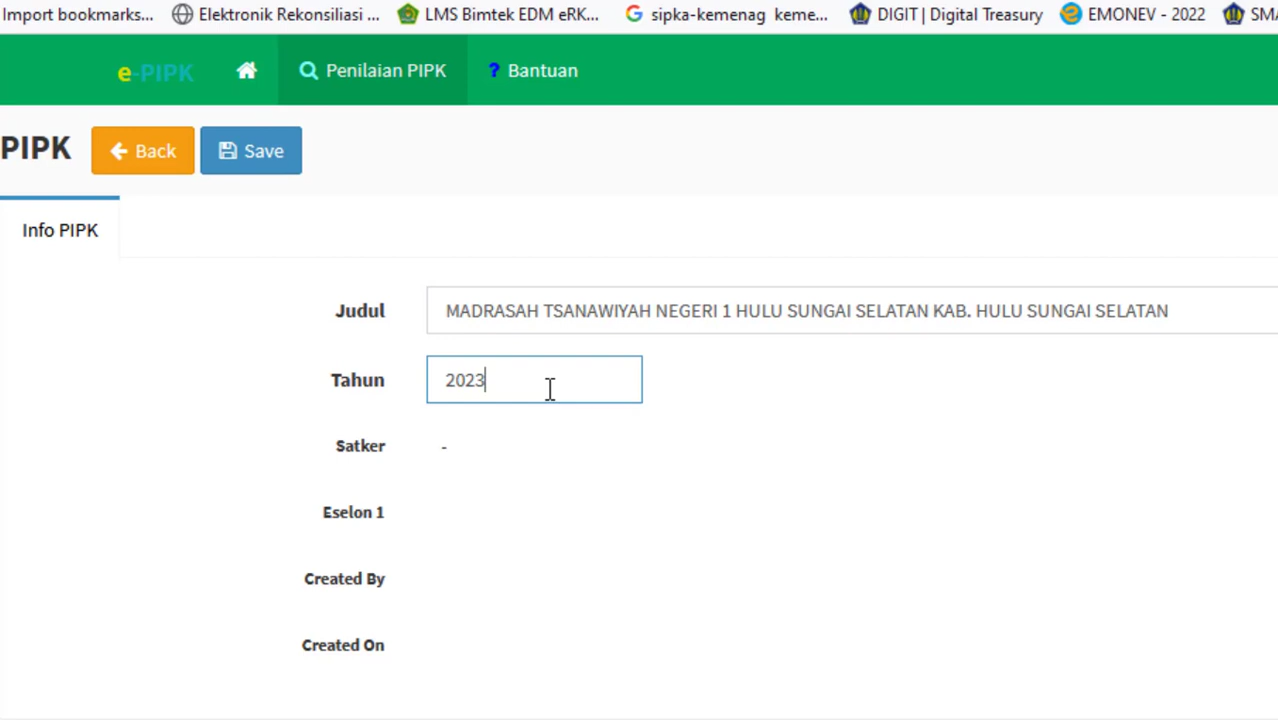 Import bookmarks... Elektronik Rekonsiliasi ... LMS Bimtek EDM eRK... sipka-kemenag keme... DIGIT | Digital Treasury EMONEV - 2022 SMA
e-PIPK Penilaian PIPK ? Bantuan
PIPK Back Save
Info PIPK
Judul MADRASAH TSANAWIYAH NEGERI 1 HULU SUNGAI SELATAN KAB. HULU SUNGAI SELATAN
Tahun 2023
Satker -
Eselon 1
Created By
Created On